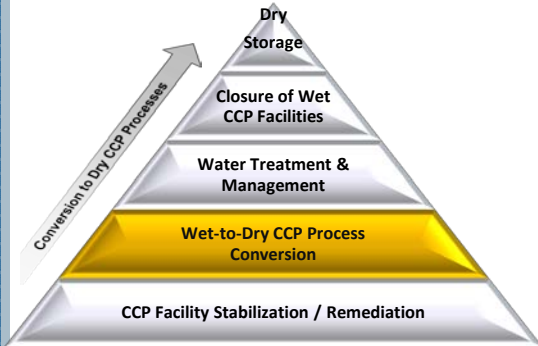 Dry
Storage
Closure of Wet
CCP Facilities
Water Treatment &
Management
Wet-to-Dry CCP Process
Conversion
CCP Facility Stabilization / Remediation
Conversion to Dry CCP Processes